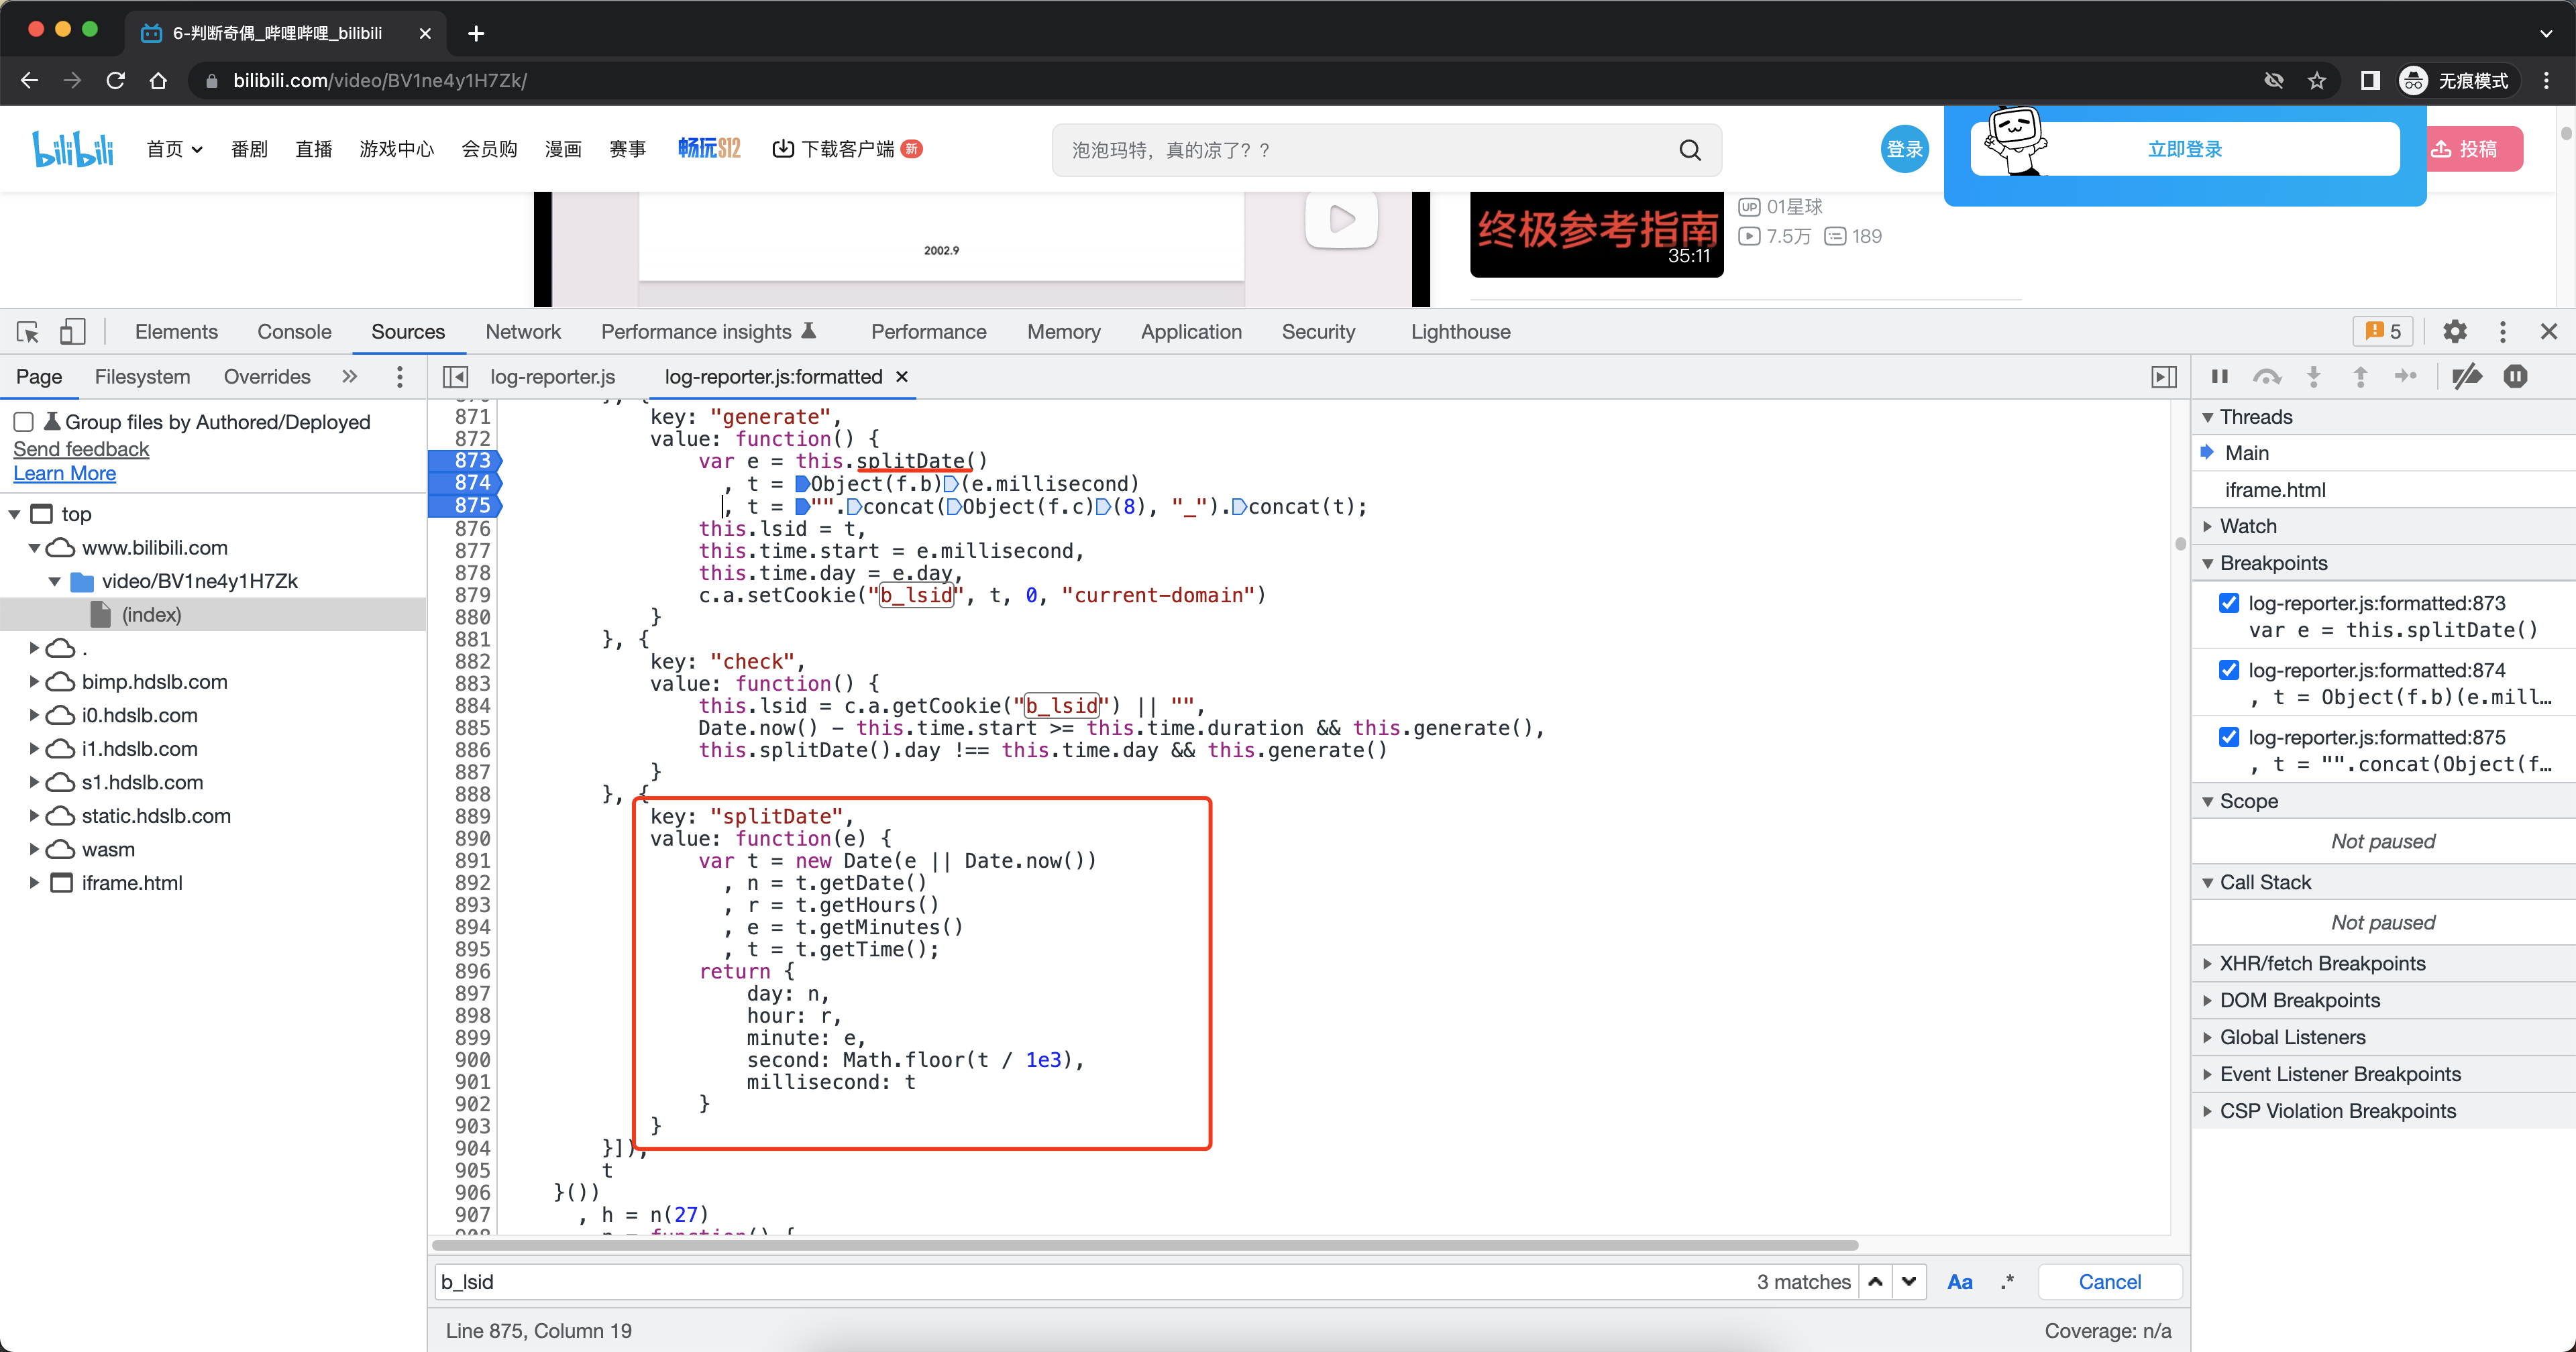 6-判断奇偶_哔哩哔哩_bilibili
bilibili.com/video/BV1ne4y1H7Zk/
无痕模式
bilibili
首页
番剧
直播
游戏中心
会员购
漫画
赛事
畅玩S12
下载客户端
新
泡泡玛特，真的凉了？？
登录
立即登录
投稿
2002.9
终极参考指南
35:11
UP 01星球
7.5万 189
Elements Console Sources Network Performance insights Performance Memory Application Security Lighthouse
5
Page Filesystem Overrides
log-reporter.js log-reporter.js:formatted
Group files by Authored/Deployed
Send feedback
Learn More
top
www.bilibili.com
video/BV1ne4y1H7Zk
(index)
.
bimp.hdslb.com
i0.hdslb.com
i1.hdslb.com
s1.hdslb.com
static.hdslb.com
wasm
iframe.html
871 key: "generate",
872 value: function() {
873 var e = this.splitDate()
874 , t = Object(f.b)(e.millisecond)
875 , t = "".concat(Object(f.c)(8), "_").concat(t);
876 this.lsid = t,
877 this.time.start = e.millisecond,
878 this.time.day = e.day,
879 c.a.setCookie("b_lsid", t, 0, "current-domain")
880 }
881 }, {
882 key: "check",
883 value: function() {
884 this.lsid = c.a.getCookie("b_lsid") || "",
885 Date.now() - this.time.start >= this.time.duration && this.generate(),
886 this.splitDate().day !== this.time.day && this.generate()
887 }
888 }, {
889 key: "splitDate",
890 value: function(e) {
891 var t = new Date(e || Date.now())
892 , n = t.getDate()
893 , r = t.getHours()
894 , e = t.getMinutes()
895 , t = t.getTime();
896 return {
897 day: n,
898 hour: r,
899 minute: e,
900 second: Math.floor(t / 1e3),
901 millisecond: t
902 }
903 }
904 }]),
905 t
906 }())
907 , h = n(27)
b_lsid
3 matches
Aa
.*
Cancel
Line 875, Column 19
Coverage: n/a
Threads
Main
iframe.html
Watch
Breakpoints
log-reporter.js:formatted:873
var e = this.splitDate()
log-reporter.js:formatted:874
, t = Object(f.b)(e.mill…
log-reporter.js:formatted:875
, t = "".concat(Object(f…
Scope
Not paused
Call Stack
Not paused
XHR/fetch Breakpoints
DOM Breakpoints
Global Listeners
Event Listener Breakpoints
CSP Violation Breakpoints